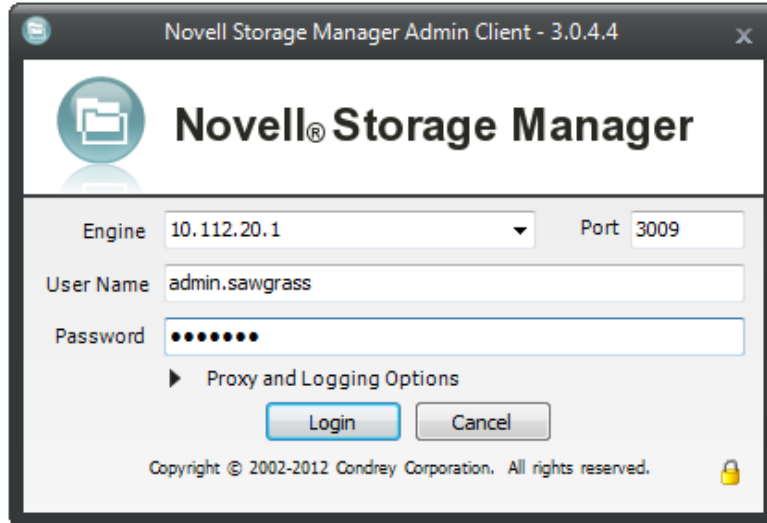 Novell Storage Manager Admin Client - 3.0.4.4 x
Novell® Storage Manager
Engine 10.112.20.1 Port 3009
User Name admin.sawgrass
Password •••••••
Proxy and Logging Options
Login Cancel
Copyright © 2002-2012 Condrey Corporation. All rights reserved.